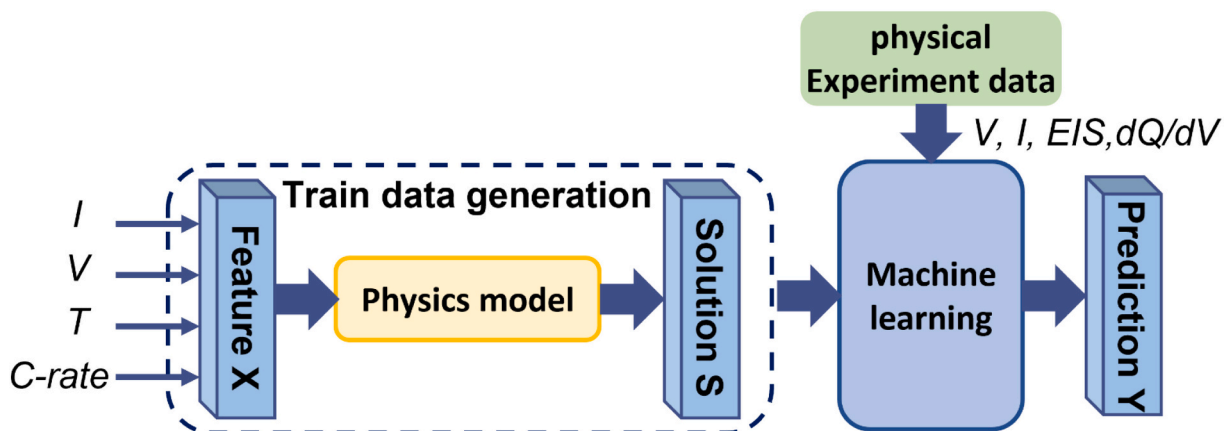 physical
Experiment data
V, I, EIS,dQ/dV
Train data generation
I
V
T
C-rate
Feature X
Physics model
Solution S
Machine
learning
Prediction Y